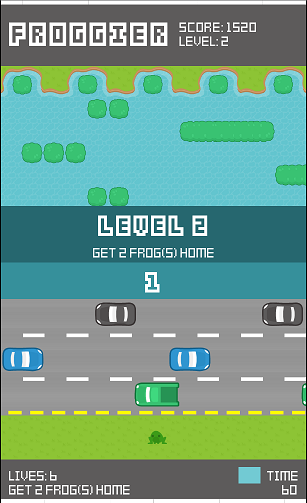 FROGGIER
SCORE: 1520
LEVEL: 2
LEVEL 2
GET 2 FROG(S) HOME
1
LIVES: 6
GET 2 FROG(S) HOME
TIME
60